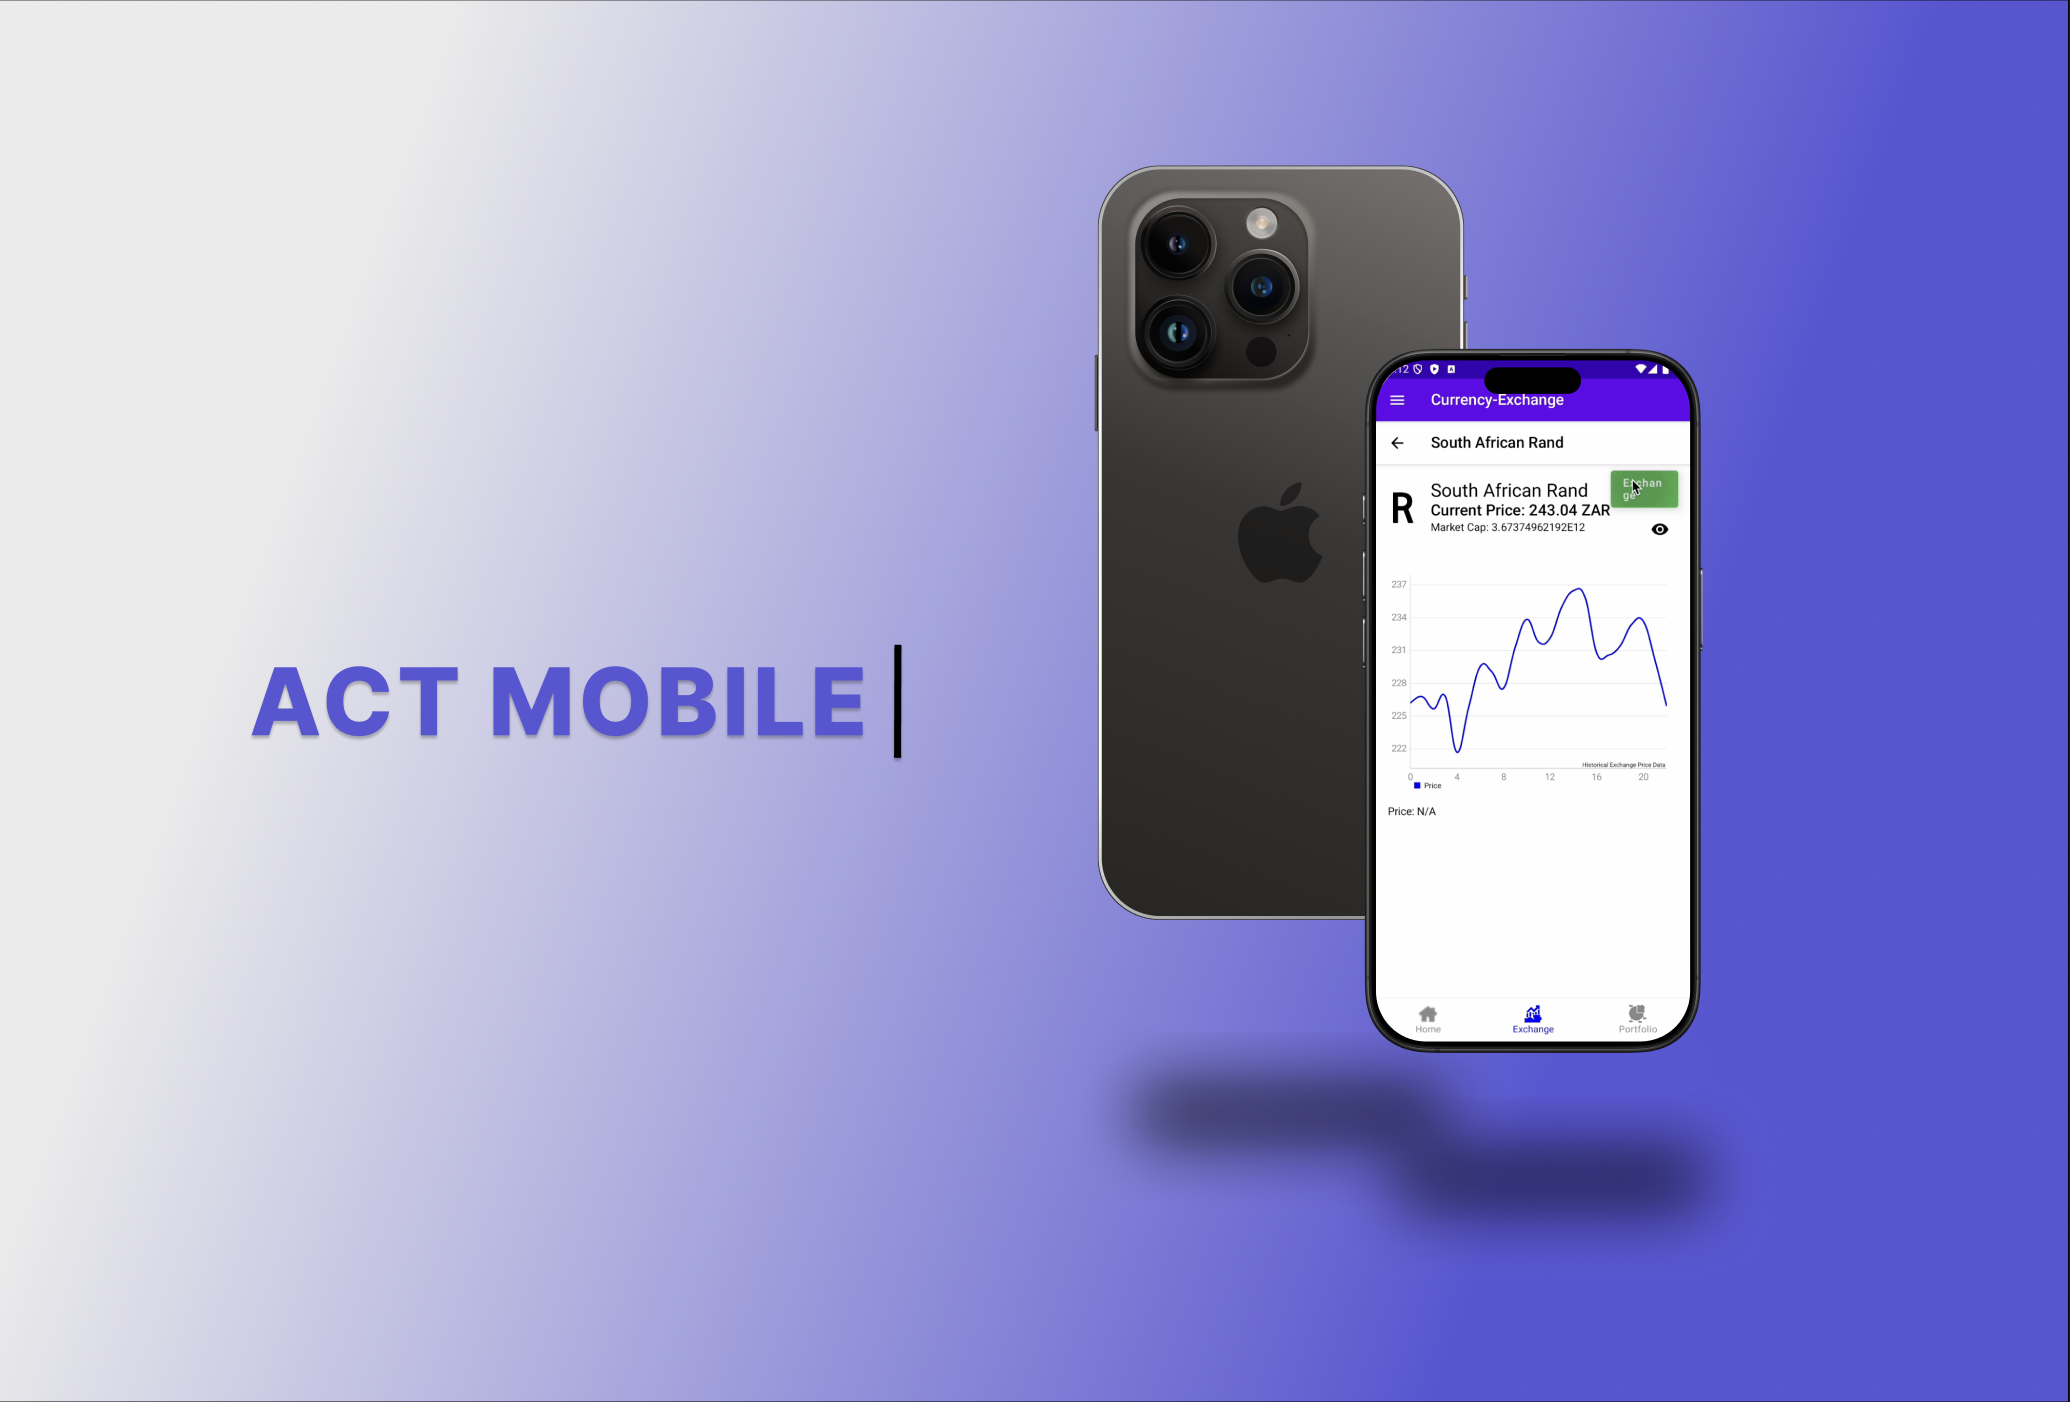 ACT MOBILE
Currency-Exchange
South African Rand
South African Rand
Exchan
ge
Current Price: 243.04 ZAR
Market Cap: 3.67374962192E12
237
234
231
228
225
222
Historical Exchange Price Data
0 4 8 12 16 20
Price
Price: N/A
Home Exchange Portfolio